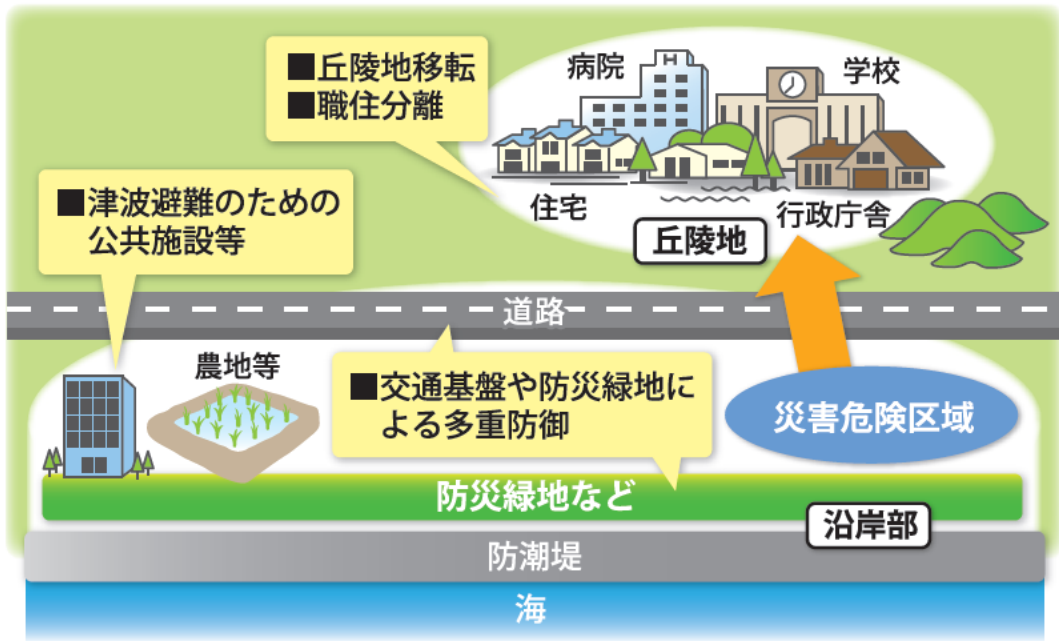 ■丘陵地移転
■職住分離
病院
H
学校
住宅
行政庁舎
丘陵地
■津波避難のための
公共施設等
道路
農地等
■交通基盤や防災緑地に
よる多重防御
災害危険区域
防災緑地など
沿岸部
防潮堤
海